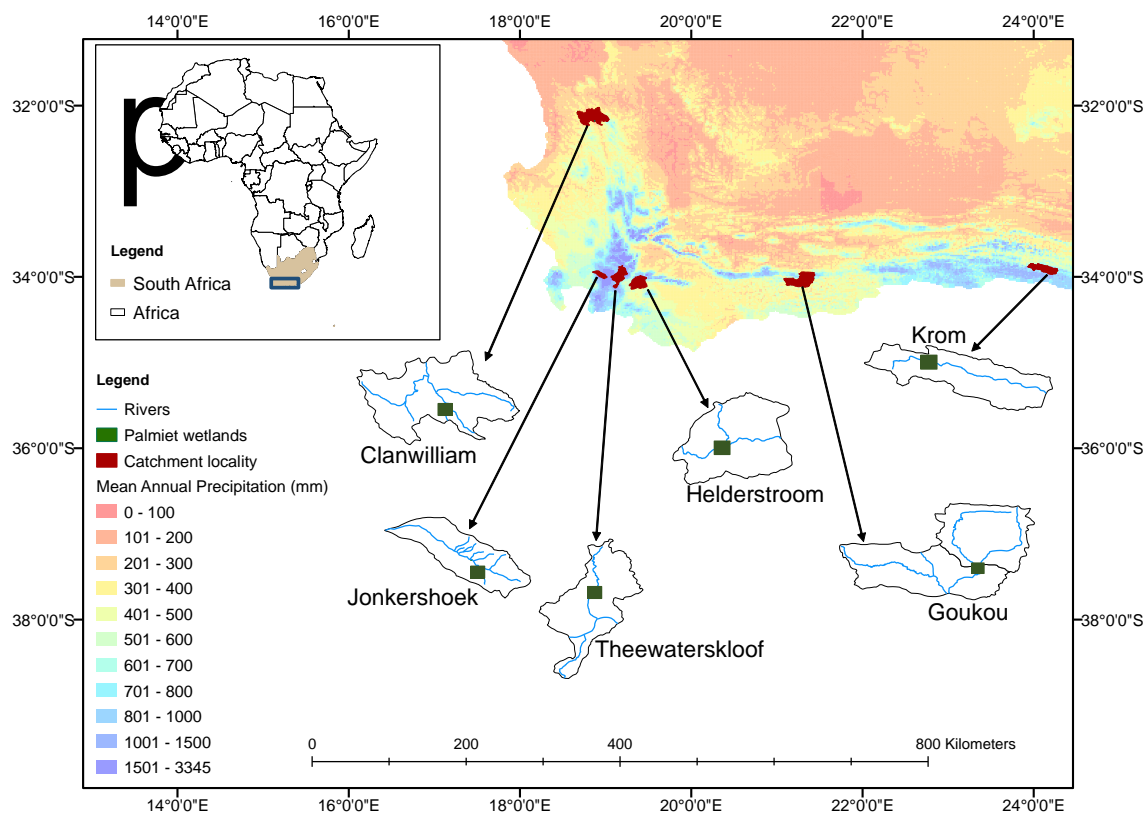 14°0'0"E 16°0'0"E 18°0'0"E 20°0'0"E 22°0'0"E 24°0'0"E
32°0'0"S
34°0'0"S
36°0'0"S
38°0'0"S
32°0'0"S
34°0'0"S
36°0'0"S
38°0'0"S
p
Legend
South Africa
Africa
Legend
Rivers
Palmiet wetlands
Catchment locality
Mean Annual Precipitation (mm)
0 - 100
101 - 200
201 - 300
301 - 400
401 - 500
501 - 600
601 - 700
701 - 800
801 - 1000
1001 - 1500
1501 - 3345
Krom
Clanwilliam
Helderstroom
Jonkershoek
Goukou
Theewaterskloof
0 200 400 800 Kilometers
14°0'0"E 16°0'0"E 18°0'0"E 20°0'0"E 22°0'0"E 24°0'0"E